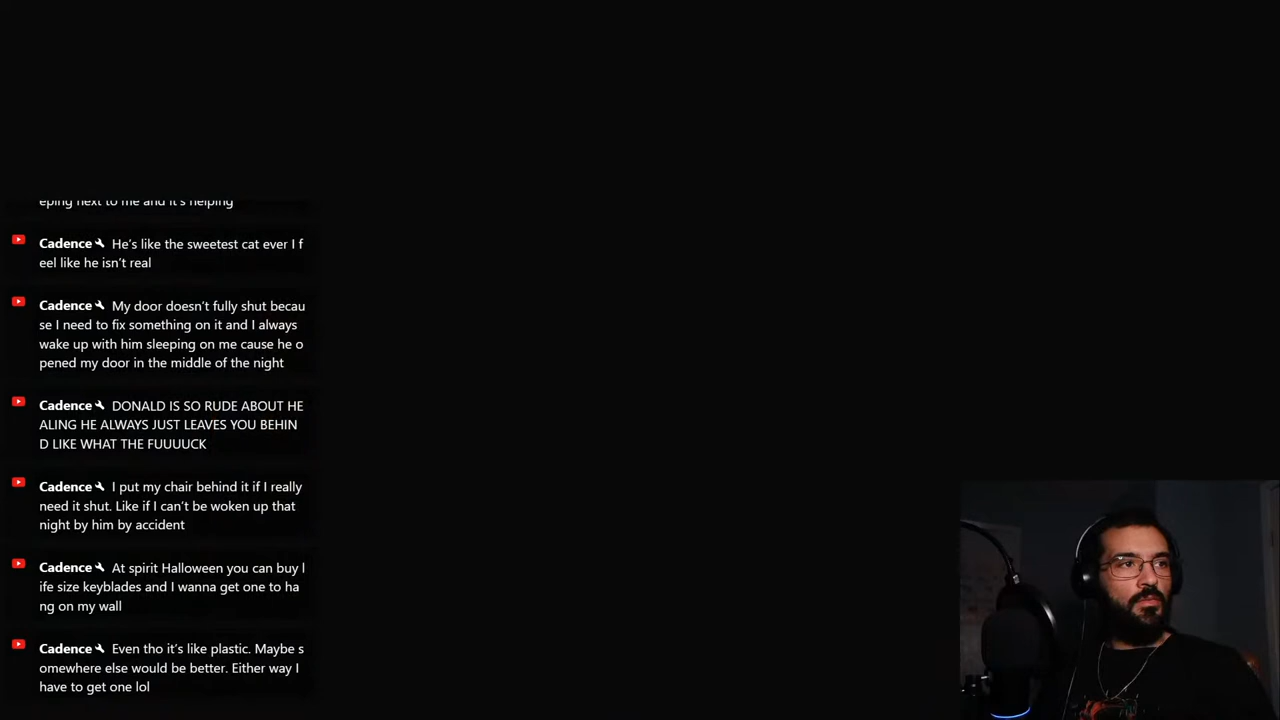 eping next to me and it's helping
Cadence He's like the sweetest cat ever I f
eel like he isn't real
Cadence My door doesn't fully shut becau
se I need to fix something on it and I always
wake up with him sleeping on me cause he o
pened my door in the middle of the night
Cadence DONALD IS SO RUDE ABOUT HE
ALING HE ALWAYS JUST LEAVES YOU BEHIN
D LIKE WHAT THE FUUUUCK
Cadence I put my chair behind it if I really
need it shut. Like if I can't be woken up that
night by him by accident
Cadence At spirit Halloween you can buy l
ife size keyblades and I wanna get one to ha
ng on my wall
Cadence Even tho it's like plastic. Maybe s
omewhere else would be better. Either way I
have to get one lol